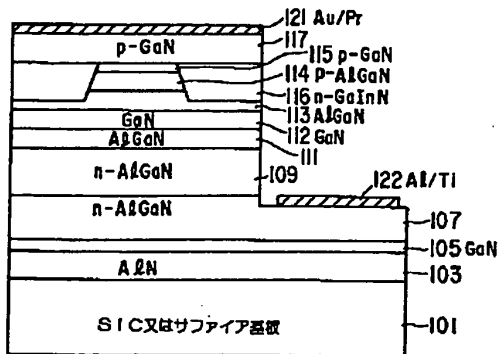 121 Au/Pr
p-GaN
117
115 p-GaN
114 P-AlGaN
116 n-GaInN
113 AlGaN
GaN
112 GaN
AlGaN
111
n-AlGaN
109
122 Al/Ti
n-AlGaN
107
105 GaN
AlN
103
SiC又はサファイア基板
101